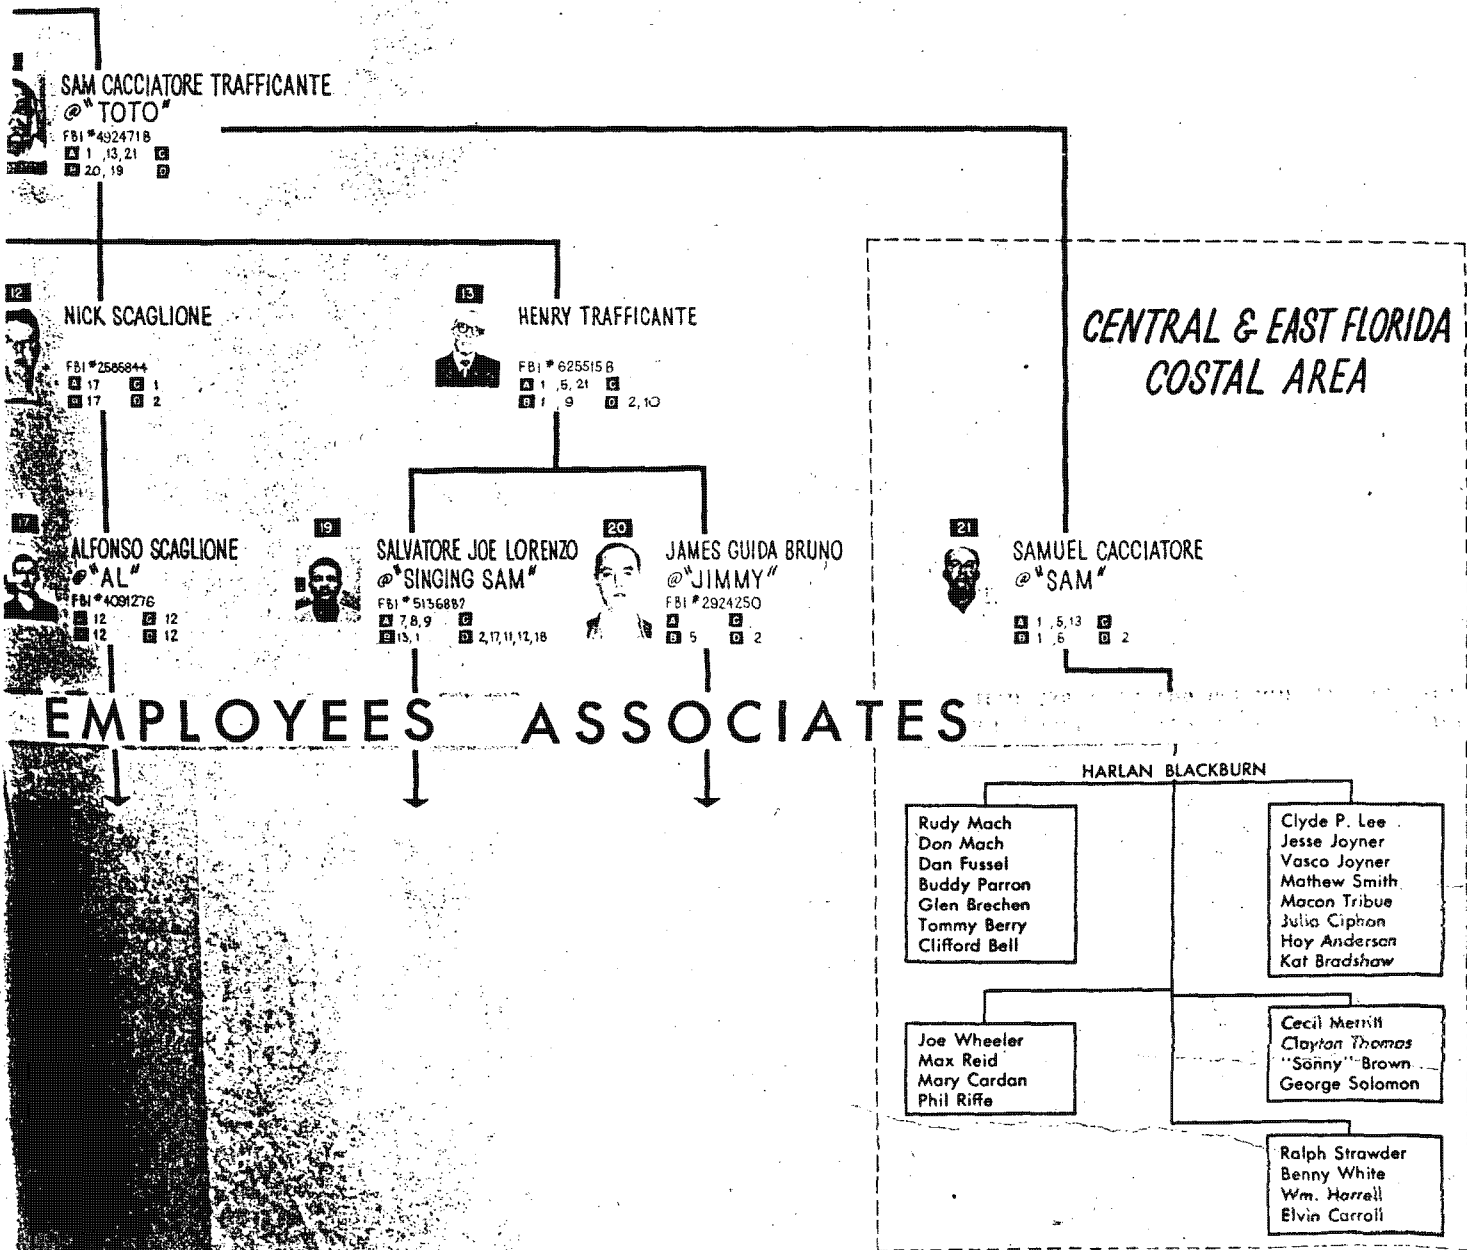 SAM CACCIATORE TRAFFICANTE
@"TOTO"
FBI #4924718
A 1 ,13,21 C
B 20, 19 D
12
NICK SCAGLIONE
FBI #2586844
A 17 C 1
B 17 D 2
13
HENRY TRAFFICANTE
FBI #625515B
A 1 ,5, 21 C
B 1 , 9 D 2,10
CENTRAL & EAST FLORIDA
COSTAL AREA
17
ALFONSO SCAGLIONE
@"AL"
FBI #4091276
12 C 12
12 D 12
19
SALVATORE JOE LORENZO
@"SINGING SAM"
FBI #5136887
A 7,8,9 C
B 13, 1 D 2,17,11,12,18
20
JAMES GUIDA BRUNO
@"JIMMY"
FBI #2924250
A C
B 5 D 2
21
SAMUEL CACCIATORE
@"SAM"
A 1 ,5,13 C
B 1 ,6 D 2
EMPLOYEES ASSOCIATES
HARLAN BLACKBURN
Rudy Mach
Don Mach
Dan Fussel
Buddy Parron
Glen Brechen
Tommy Berry
Clifford Bell
Clyde P. Lee
Jesse Joyner
Vasco Joyner
Mathew Smith
Macon Tribue
Julia Ciphon
Hoy Anderson
Kat Bradshaw
Joe Wheeler
Max Reid
Mary Cardan
Phil Riffe
Cecil Merritt
Clayton Thomas
"Sonny" Brown
George Solomon
Ralph Strawder
Benny White
Wm. Harrell
Elvin Carroll